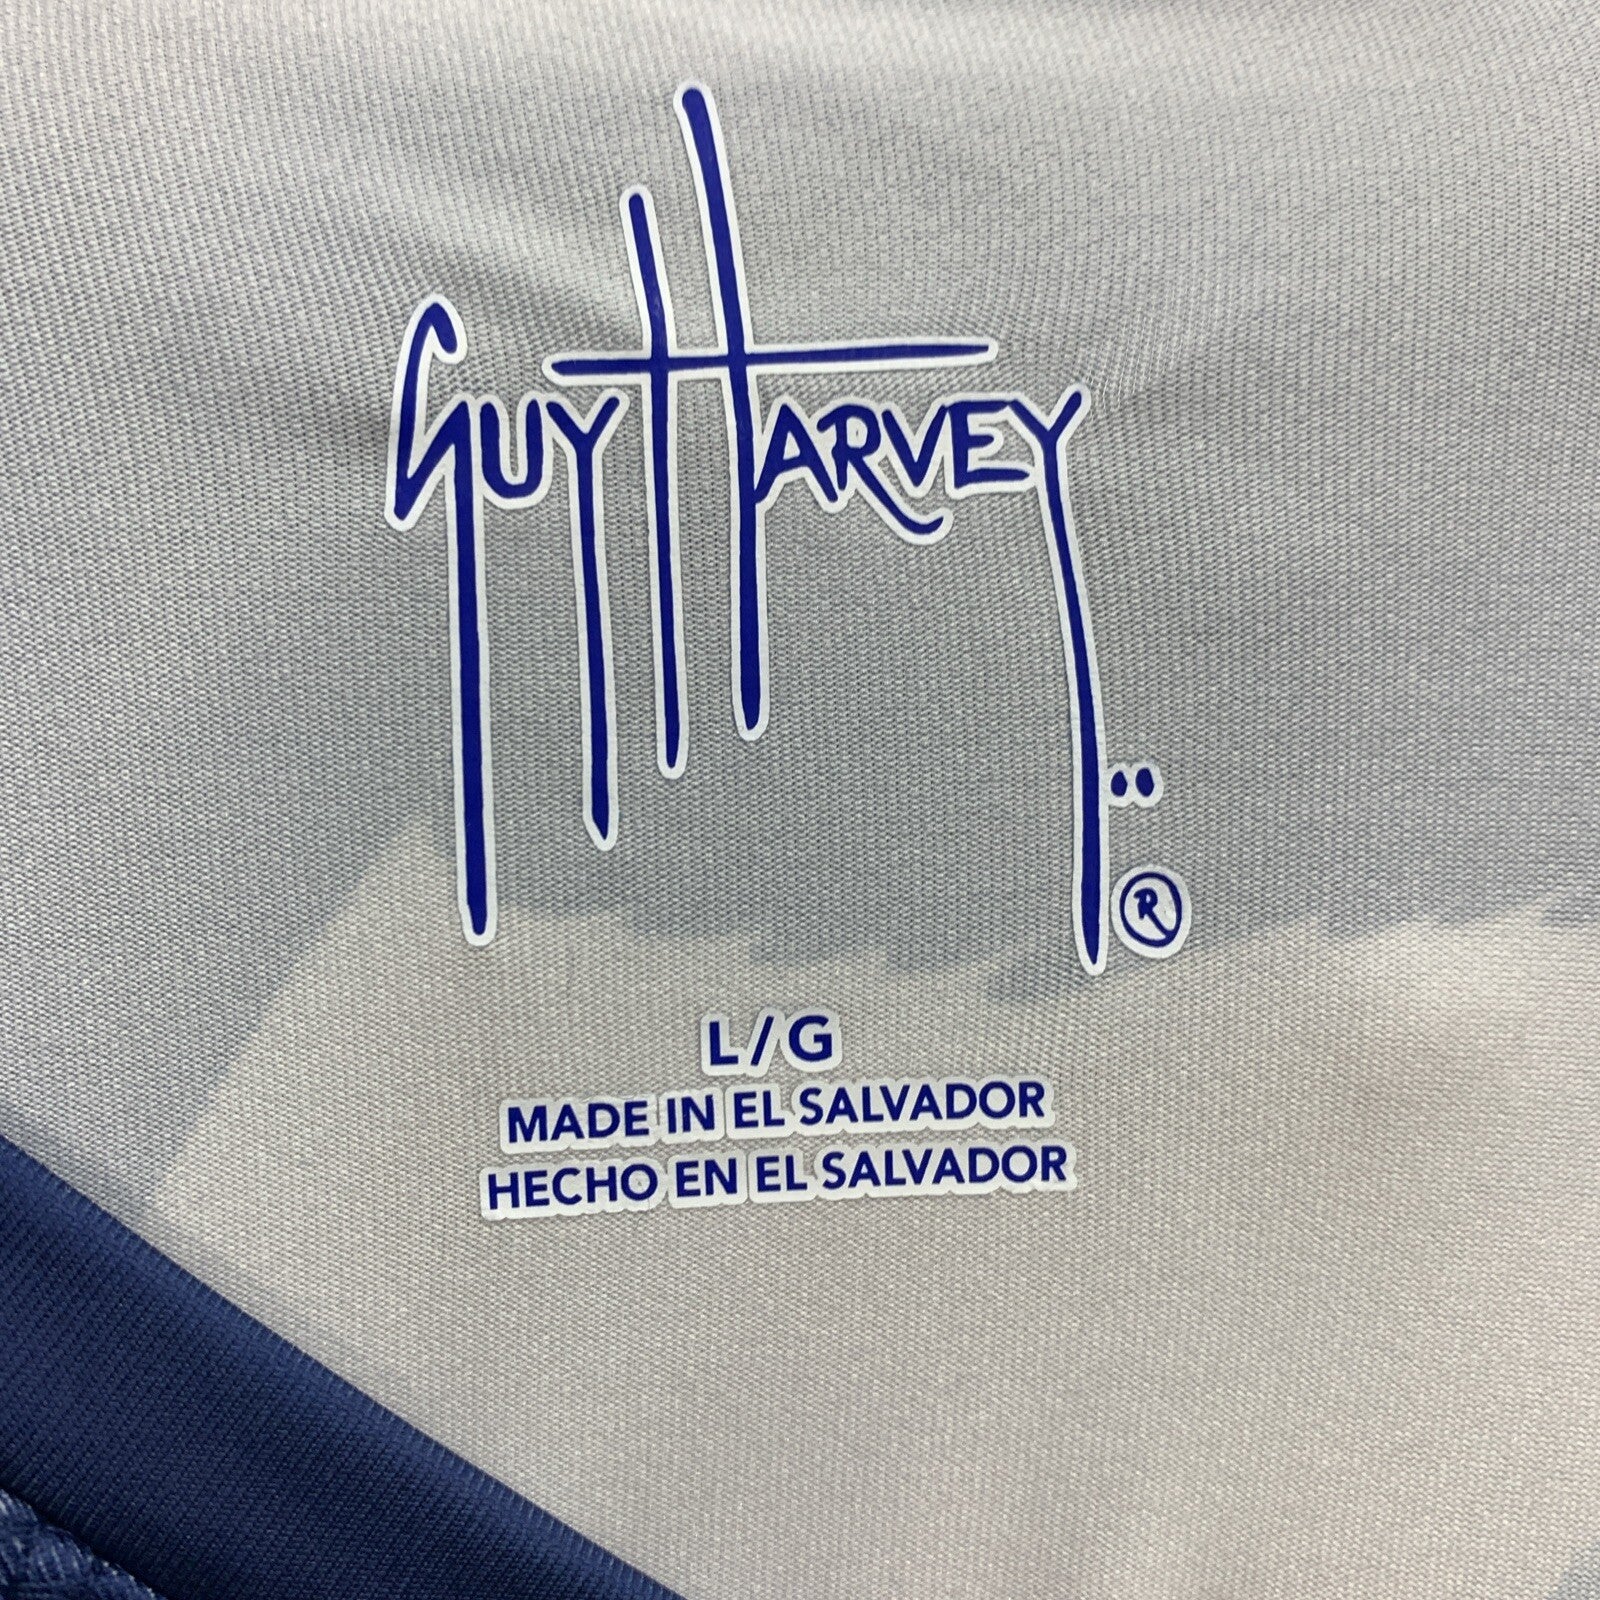 GUY HARVEY
®
L/G
MADE IN EL SALVADOR
HECHO EN EL SALVADOR